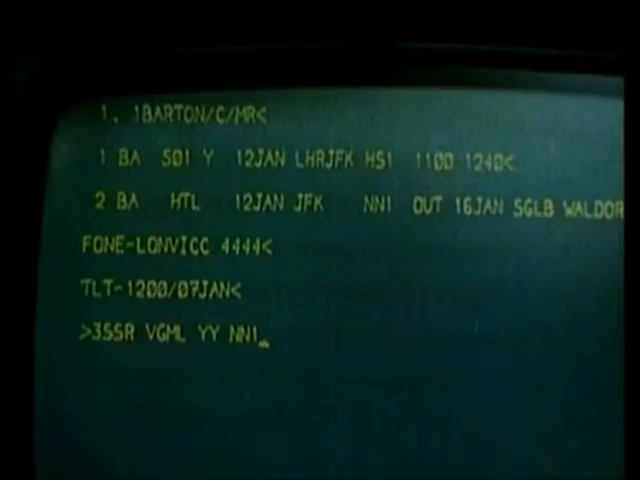 1. 1BARTON/C/MR<
1 BA 501 Y 12JAN LHRJFK HS1 1100 1240<
2 BA HTL 12JAN JFK NN1 OUT 16JAN SGLB WALDOR
FONE-LONVICC 4444<
TLT-1200/07JAN<
>3SSR VGML YY NN1_